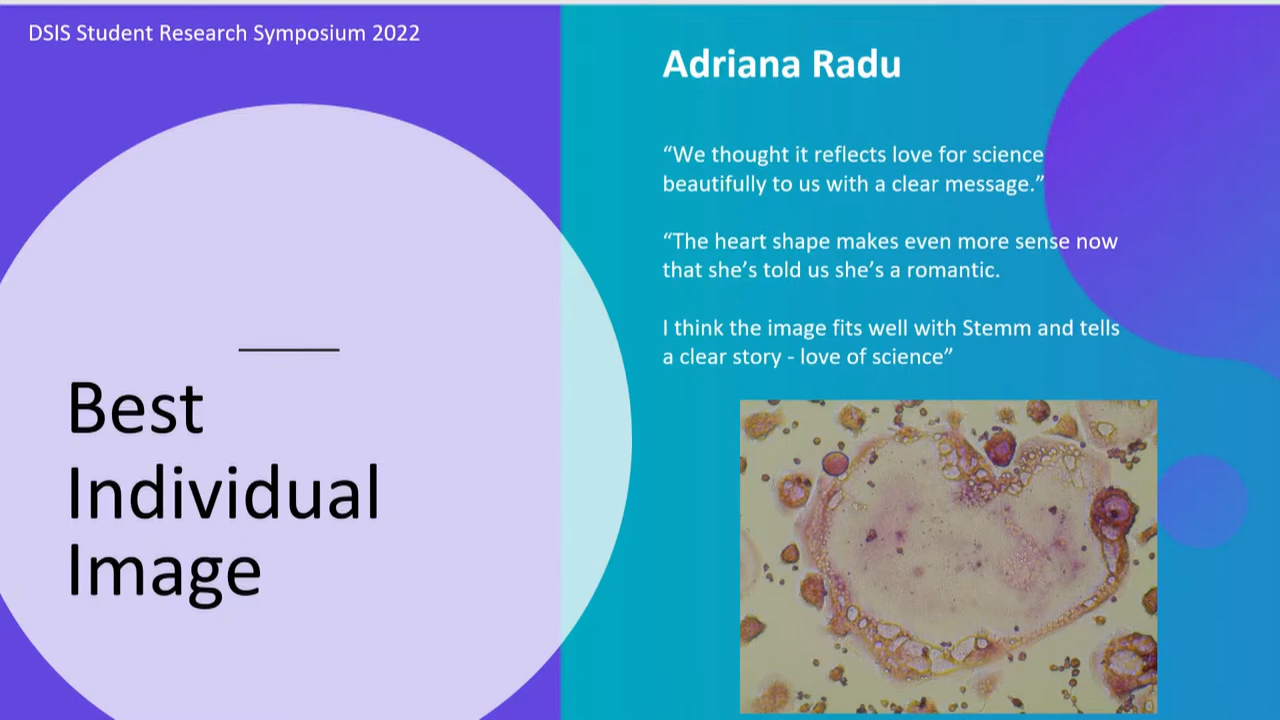 DSIS Student Research Symposium 2022
Best
Individual
Image
Adriana Radu
“We thought it reflects love for science
beautifully to us with a clear message.”
“The heart shape makes even more sense now
that she’s told us she’s a romantic.
I think the image fits well with Stemm and tells
a clear story - love of science”